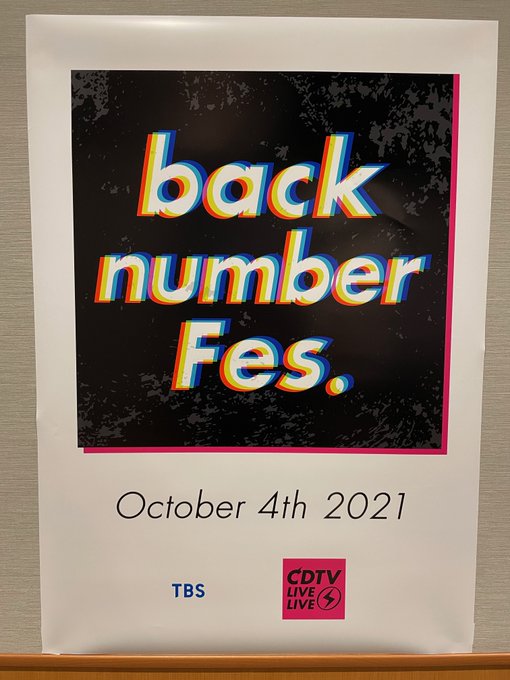 back
number
Fes.
October 4th 2021
TBS
CDTV
LIVE
LIVE